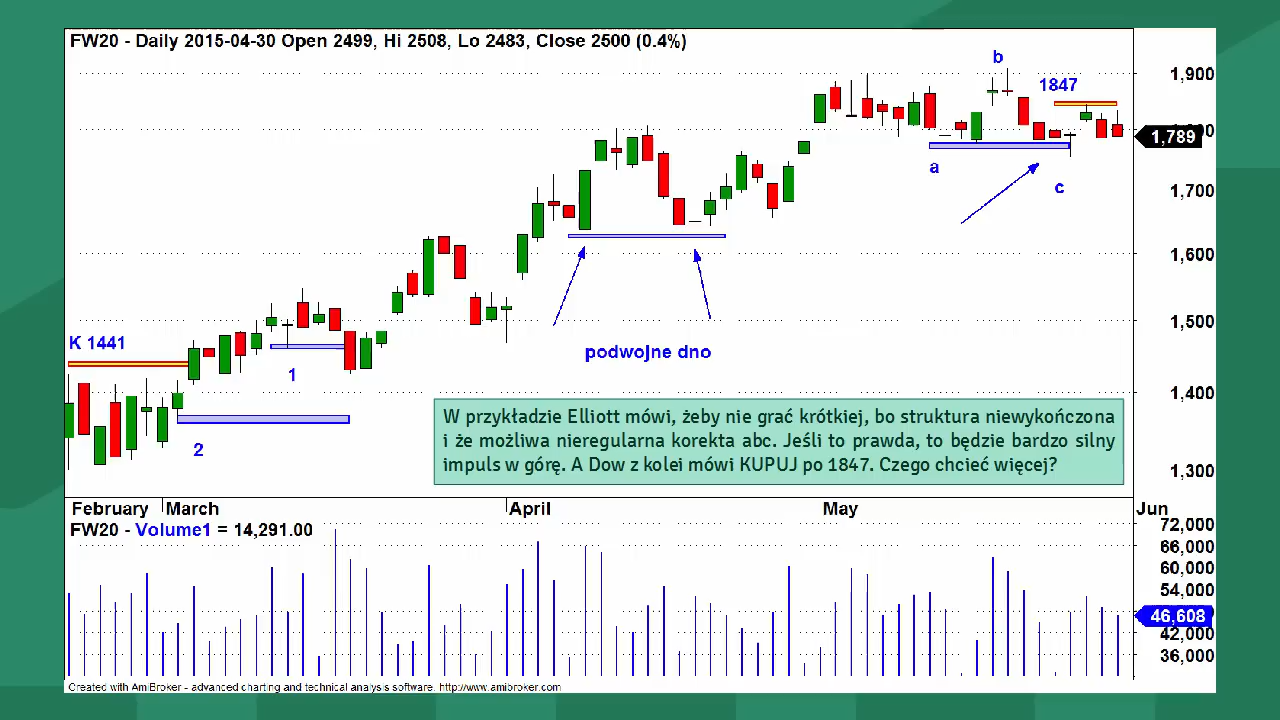 FW20 - Daily 2015-04-30 Open 2499, Hi 2508, Lo 2483, Close 2500 (0.4%)
b
1,900
1847
1,789
a
c
1,700
1,600
K 1441
1,500
podwojne dno
1
1,400
W przykładzie Elliott mówi, żeby nie grać krótkiej, bo struktura niewykończona
i że możliwa nieregularna korekta abc. Jeśli to prawda, to będzie bardzo silny
impuls w górę. A Dow z kolei mówi KUPUJ po 1847. Czego chcieć więcej?
2
1,300
February March April May Jun
FW20 - Volume1 = 14,291.00
72,000
66,000
60,000
54,000
46,608
42,000
36,000
Created with AmiBroker - advanced charting and technical analysis software. http://www.amibroker.com